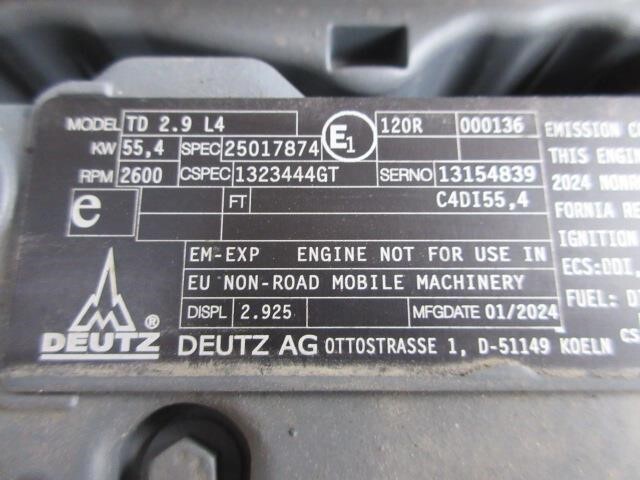 MODEL TD 2.9 L4 E1 120R 000136
KW 55,4 SPEC 25017874
RPM 2600 CSPEC 1323444GT SERNO 13154839
e FT C4DI55,4
EM-EXP ENGINE NOT FOR USE IN
EU NON-ROAD MOBILE MACHINERY
DISPL 2.925 MFGDATE 01/2024
DEUTZ ® DEUTZ AG OTTOSTRASSE 1, D-51149 KOELN
EMISSION
THIS ENGIN
2024 NONR
FORNIA RE
IGNITION
ECS:DDI,
FUEL: D
CS